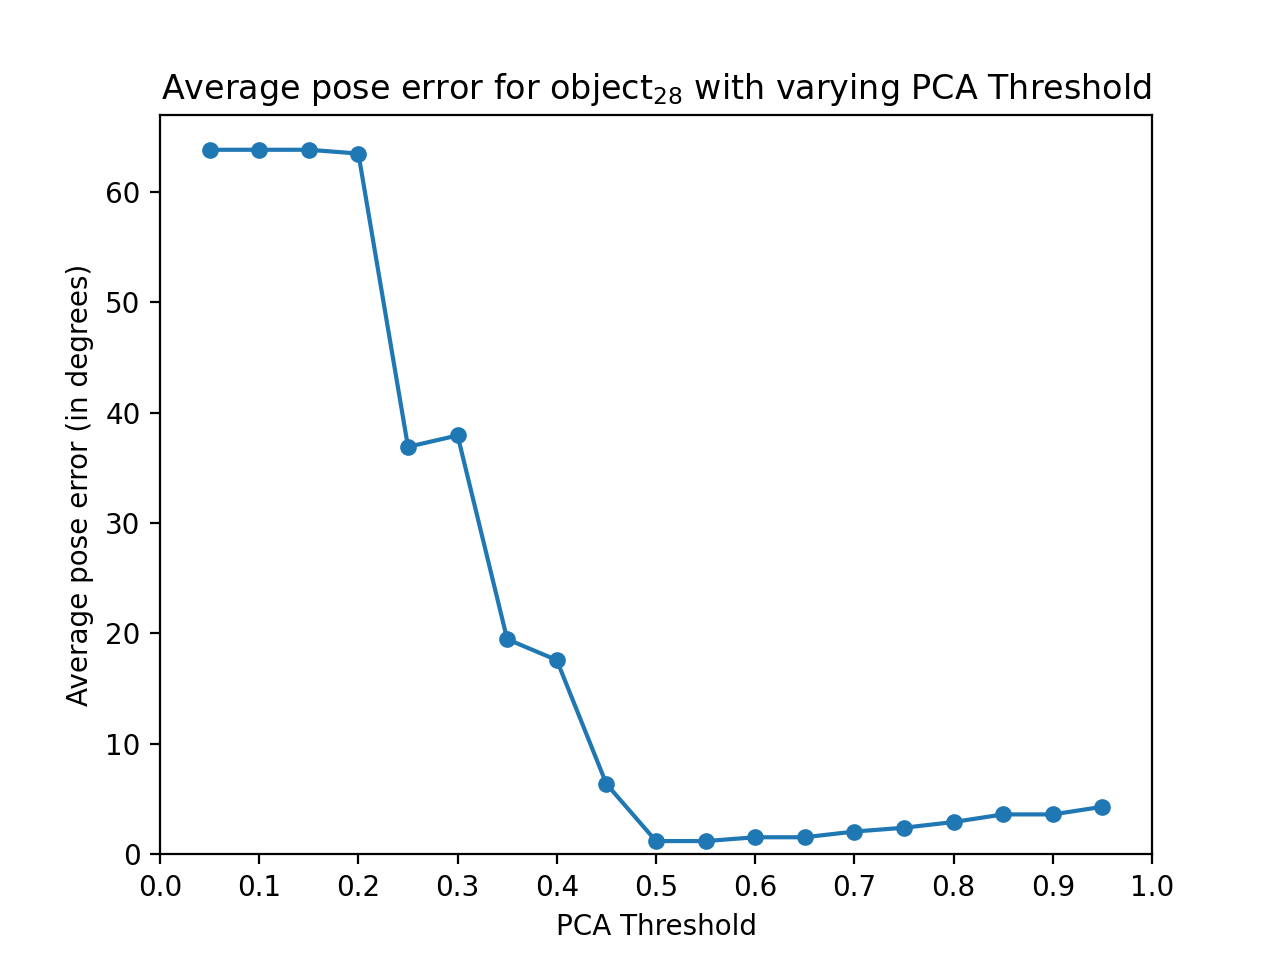 Average pose error for object₂₈ with varying PCA Threshold
Average pose error (in degrees)
60
50
40
30
20
10
0
0.0 0.1 0.2 0.3 0.4 0.5 0.6 0.7 0.8 0.9 1.0
PCA Threshold